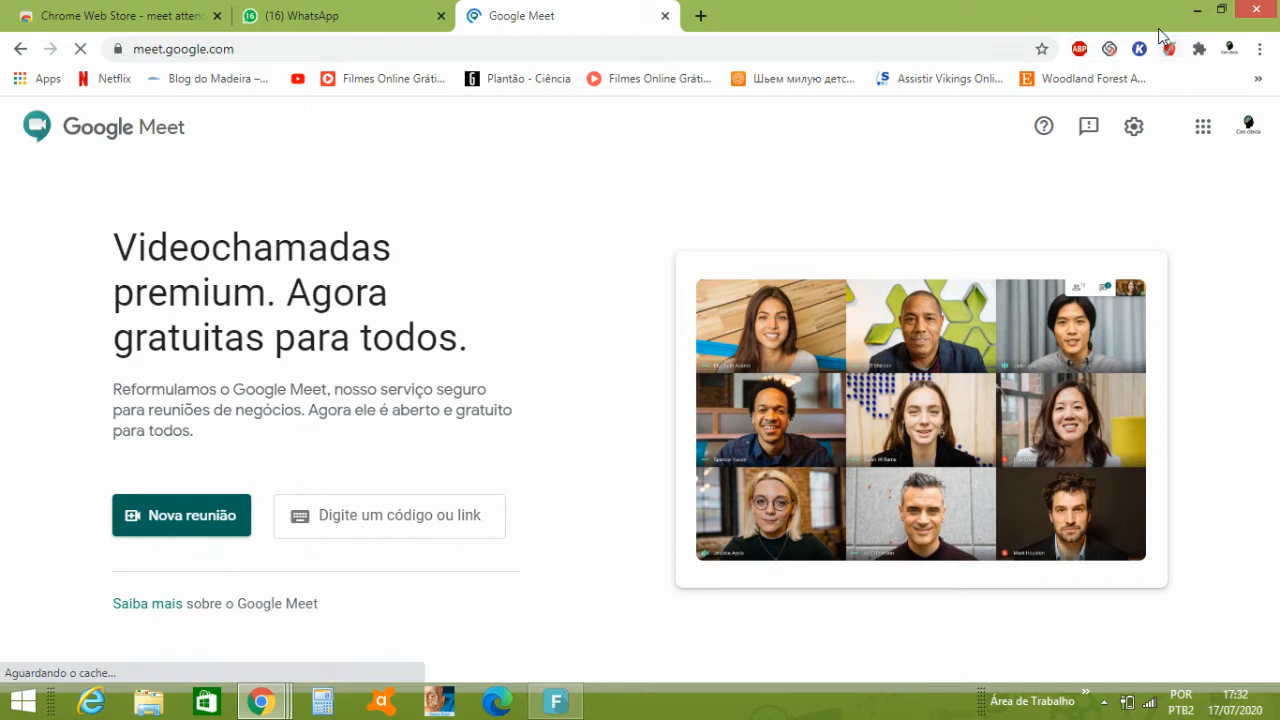 Chrome Web Store - meet atten
(16) WhatsApp
Google Meet
meet.google.com
ABP
K
Apps
Netflix
Blog do Madeira –...
Filmes Online Gráti...
Plantão - Ciência
Filmes Online Gráti...
Шьем милую детс...
Assistir Vikings Onli...
Woodland Forest A...
Google Meet
Videochamadas
premium. Agora
gratuitas para todos.
Reformulamos o Google Meet, nosso serviço seguro
para reuniões de negócios. Agora ele é aberto e gratuito
para todos.
Nova reunião
Digite um código ou link
Saiba mais sobre o Google Meet
Aguardando o cache...
F
Área de Trabalho
POR
PTB2
17:32
17/07/2020